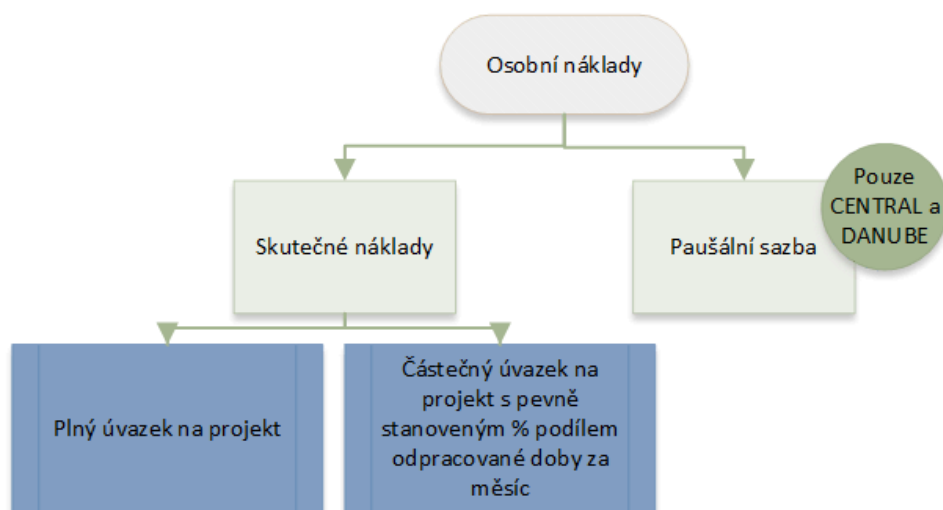 Osobní náklady
Pouze
CENTRAL a
DANUBE
Skutečné náklady
Paušální sazba
Plný úvazek na projekt
Částečný úvazek na
projekt s pevně
stanoveným % podílem
odpracované doby za
měsíc